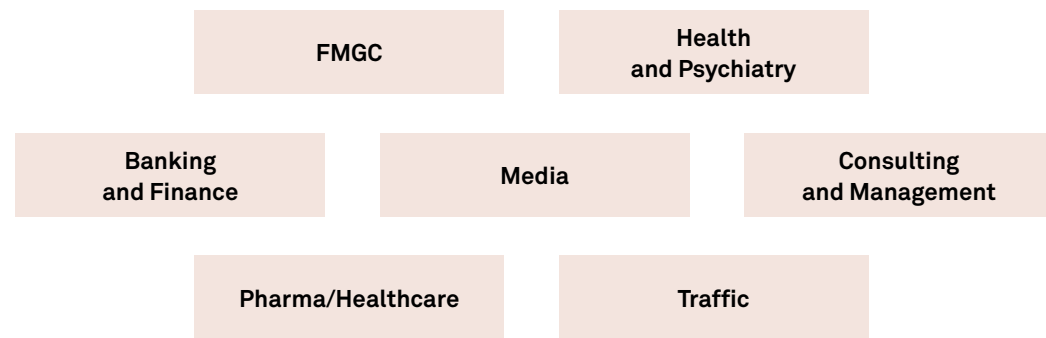 FMGC
Health
and Psychiatry
Banking
and Finance
Media
Consulting
and Management
Pharma/Healthcare
Traffic